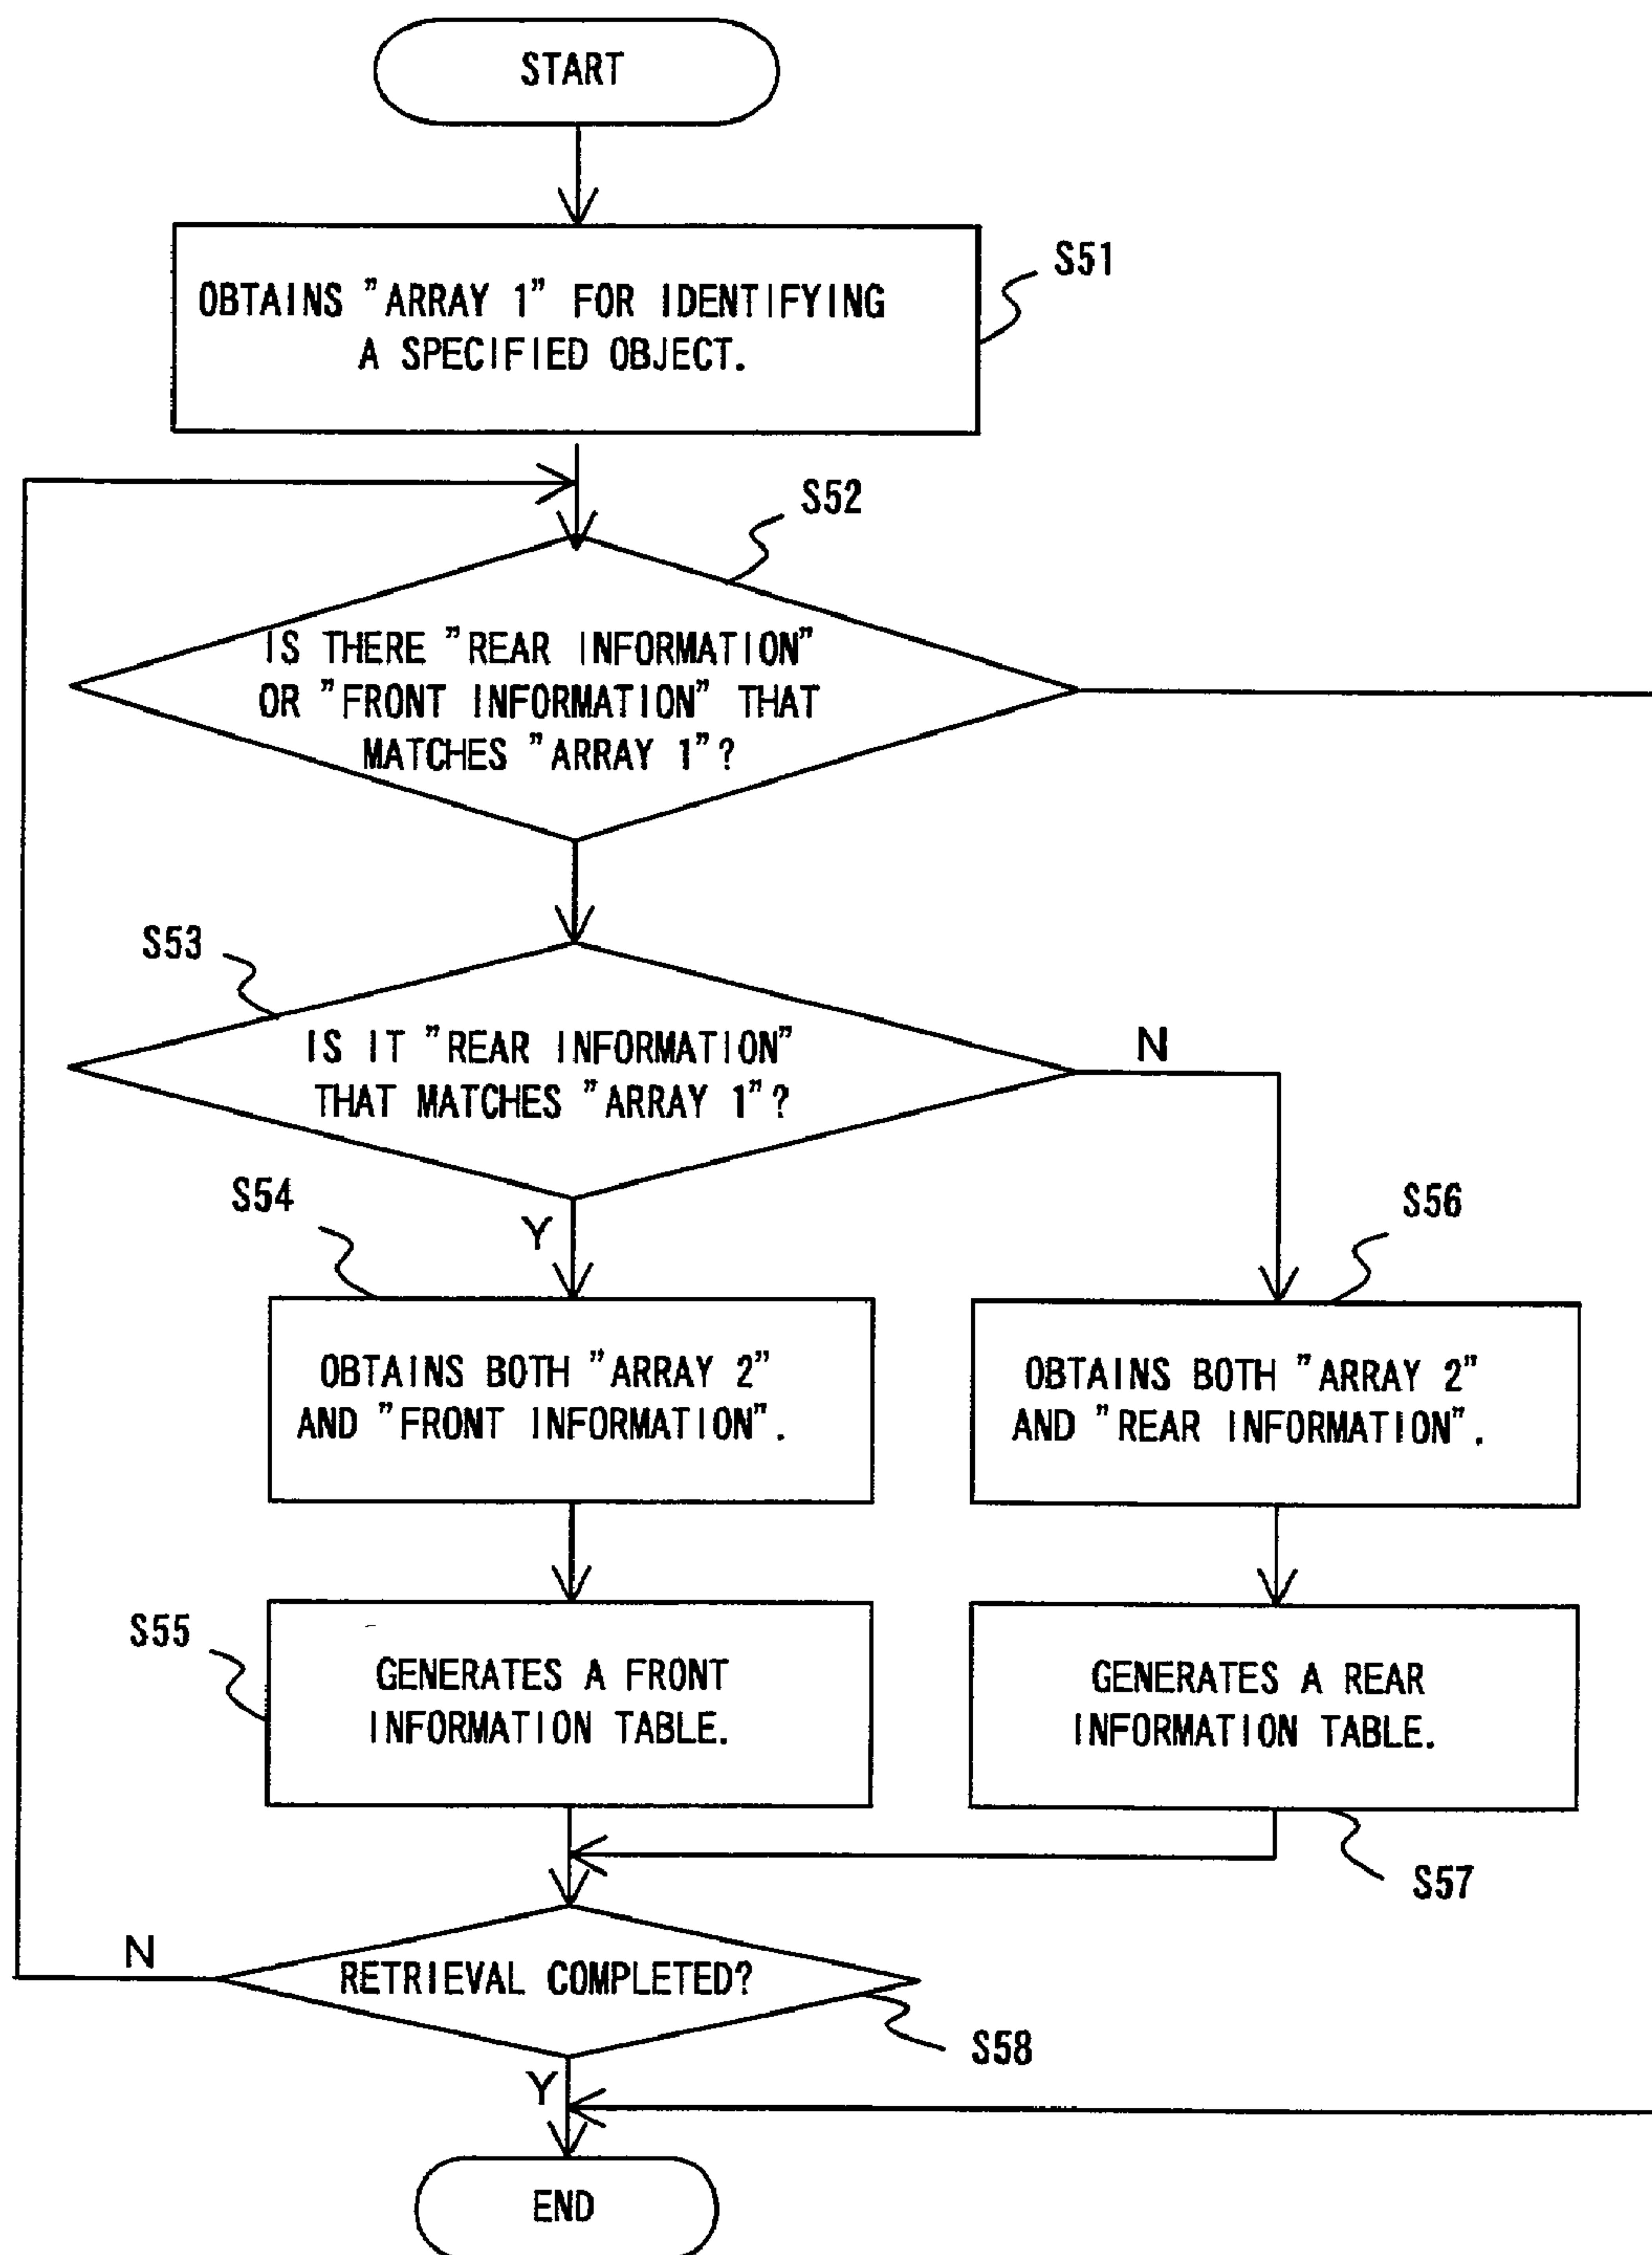 START
S51
OBTAINS "ARRAY 1" FOR IDENTIFYING
A SPECIFIED OBJECT.
S52
IS THERE "REAR INFORMATION"
OR "FRONT INFORMATION" THAT
MATCHES "ARRAY 1"?
S53
IS IT "REAR INFORMATION"
THAT MATCHES "ARRAY 1"?
N
S54
Y
S56
OBTAINS BOTH "ARRAY 2"
AND "FRONT INFORMATION".
OBTAINS BOTH "ARRAY 2"
AND "REAR INFORMATION".
S55
GENERATES A FRONT
INFORMATION TABLE.
GENERATES A REAR
INFORMATION TABLE.
S57
N
RETRIEVAL COMPLETED?
S58
Y
END